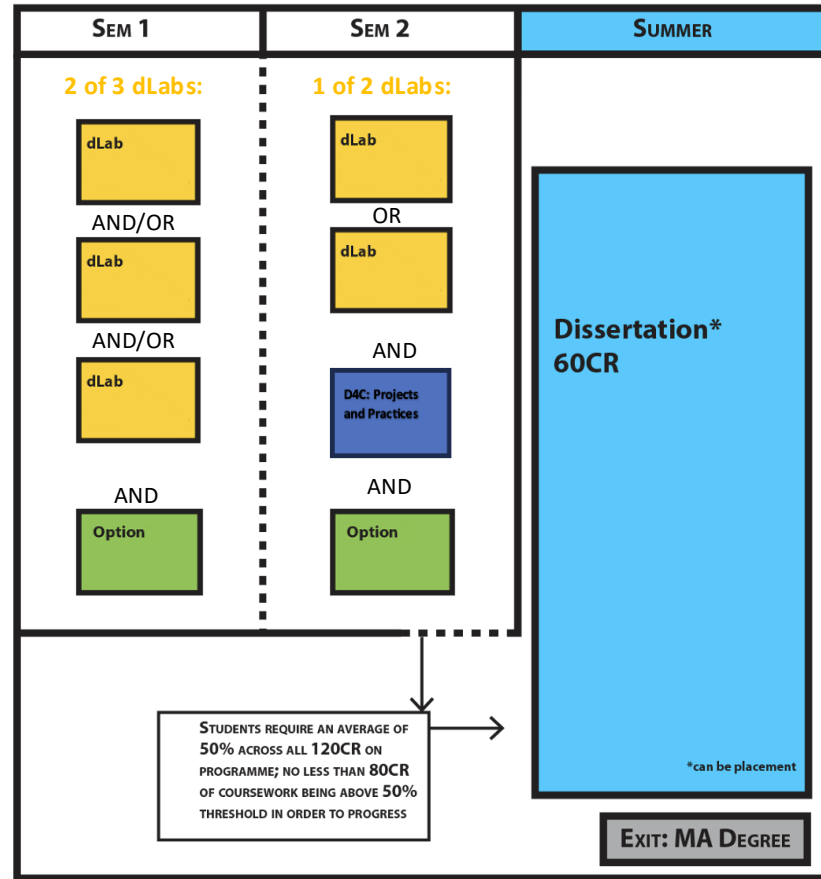 SEM 1
SEM 2
SUMMER
2 of 3 dLabs:
dLab
AND/OR
dLab
AND/OR
dLab
AND
Option
1 of 2 dLabs:
dLab
OR
dLab
AND
D4C: Projects
and Practices
AND
Option
Dissertation*
60CR
*can be placement
STUDENTS REQUIRE AN AVERAGE OF
50% ACROSS ALL 120CR ON
PROGRAMME; NO LESS THAN 80CR
OF COURSEWORK BEING ABOVE 50%
THRESHOLD IN ORDER TO PROGRESS
EXIT: MA DEGREE